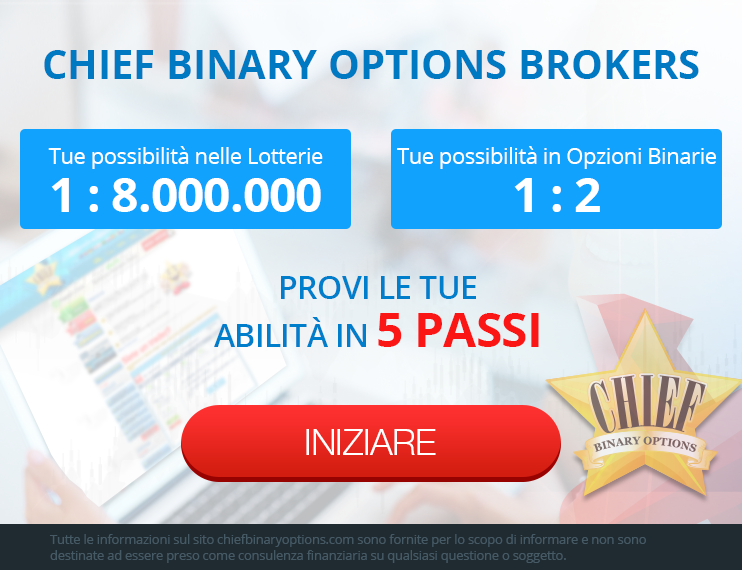 CHIEF BINARY OPTIONS BROKERS
Tue possibilità nelle Lotterie
1 : 8.000.000
Tue possibilità in Opzioni Binarie
1 : 2
PROVI LE TUE
ABILITÀ IN 5 PASSI
INIZIARE
CHIEF
BINARY OPTIONS
Tutte le informazioni sul sito chiefbinaryoptions.com sono fornite per lo scopo di informare e non sono
destinate ad essere preso come consulenza finanziaria su qualsiasi questione o soggetto.